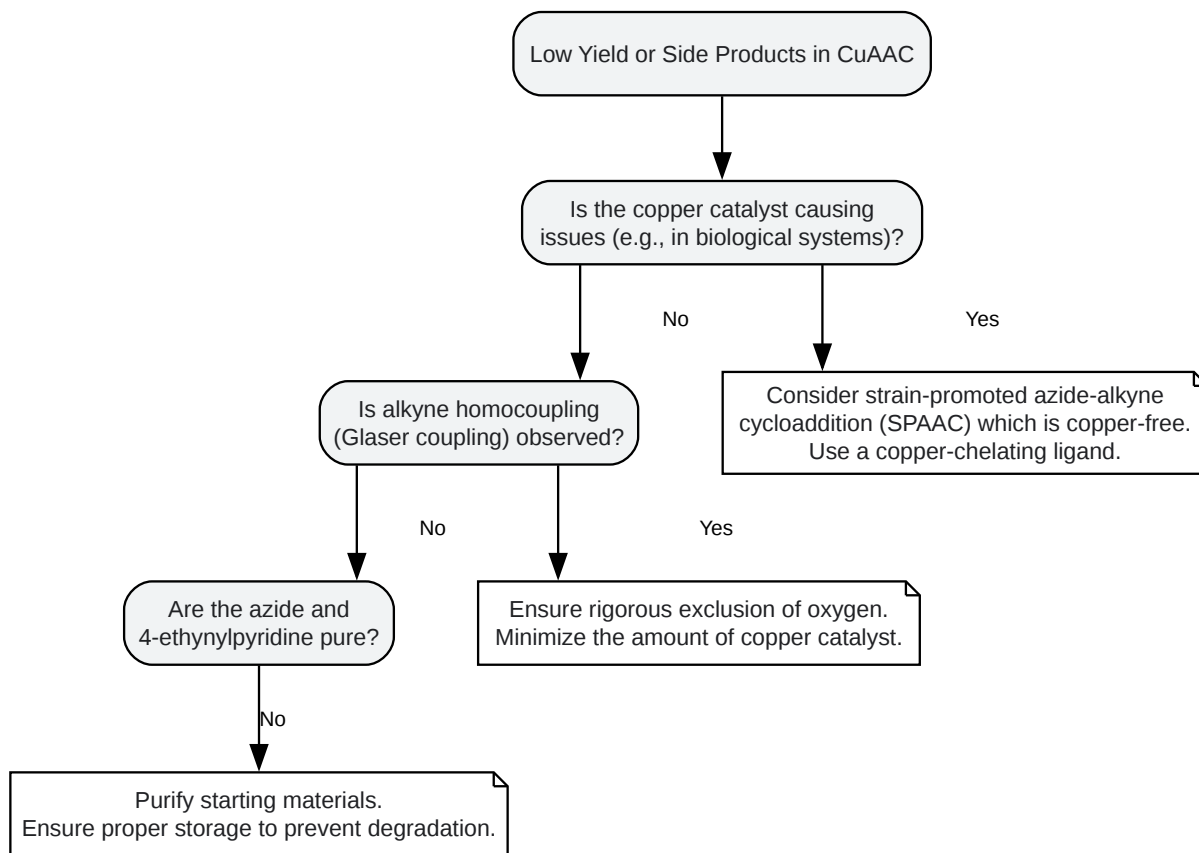 Low Yield or Side Products in CuAAC
Is the copper catalyst causing
issues (e.g., in biological systems)?
No
Yes
Is alkyne homocoupling
(Glaser coupling) observed?
Consider strain-promoted azide-alkyne
cycloaddition (SPAAC) which is copper-free.
Use a copper-chelating ligand.
No
Yes
Are the azide and
4-ethynylpyridine pure?
Ensure rigorous exclusion of oxygen.
Minimize the amount of copper catalyst.
No
Purify starting materials.
Ensure proper storage to prevent degradation.